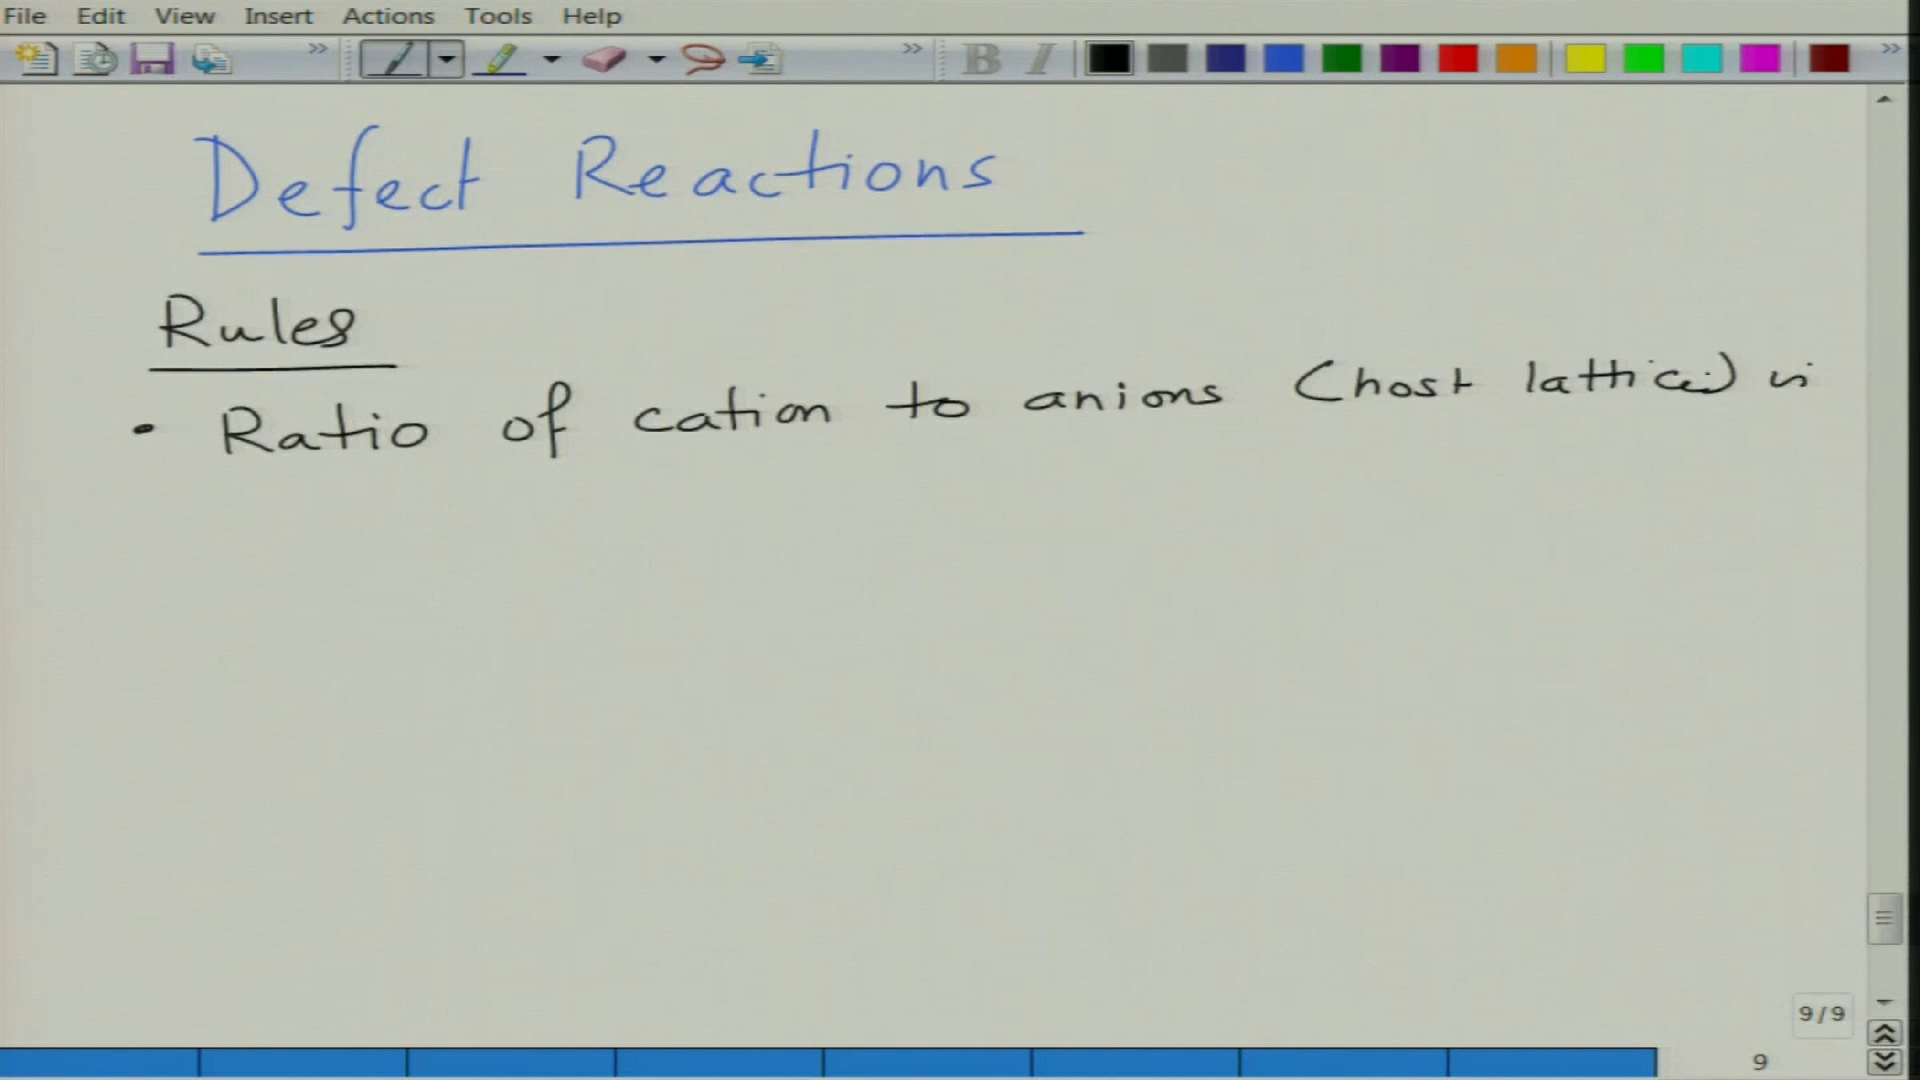 File Edit View Insert Actions Tools Help
B I
Defect Reactions
Rules
• Ratio of cation to anions (host lattice) is
9/9
9